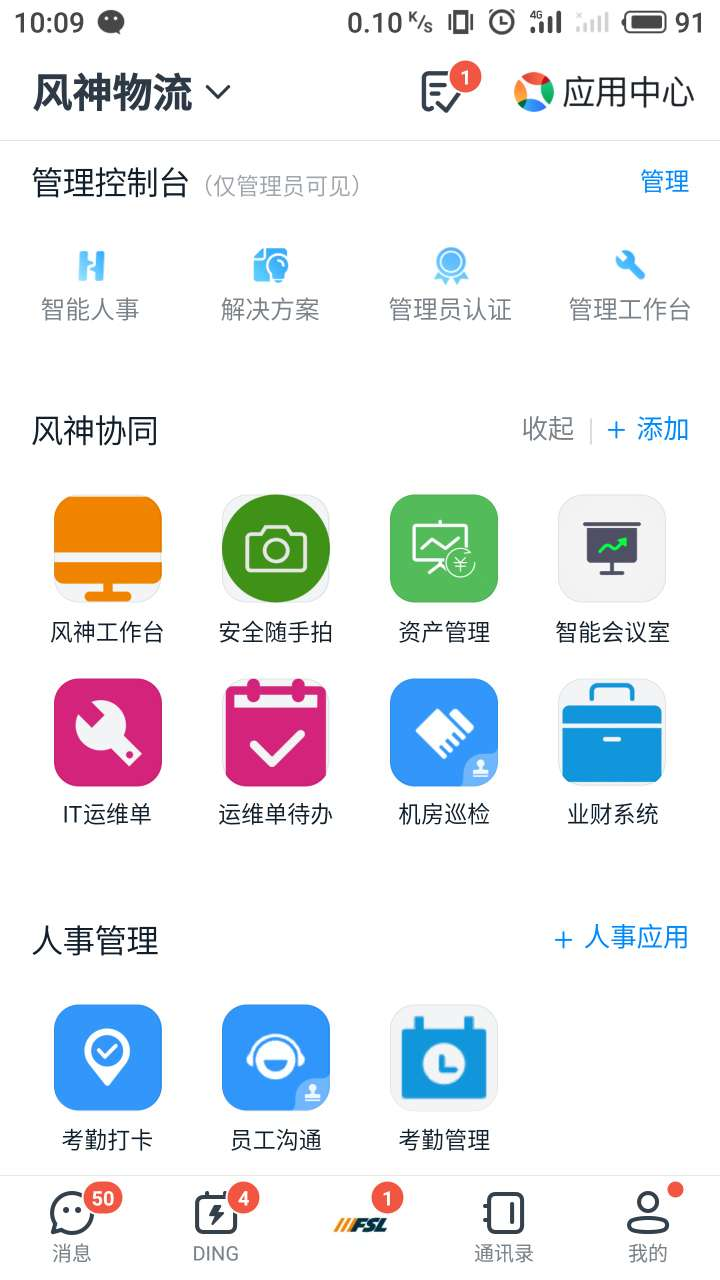 10:09 0.10 K/s 4G 91
风神物流 1 应用中心
管理控制台（仅管理员可见） 管理
智能人事 解决方案 管理员认证 管理工作台
风神协同 收起 + 添加
风神工作台 安全随手拍 资产管理 智能会议室
IT运维单 运维单待办 机房巡检 业财系统
人事管理 + 人事应用
考勤打卡 员工沟通 考勤管理
50 4 1
FSL
消息 DING 通讯录 我的